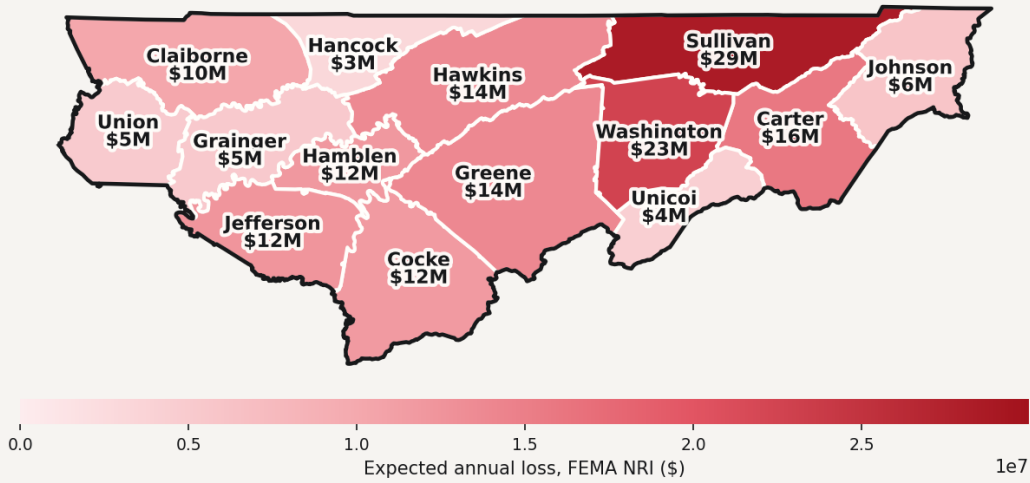 Claiborne
$10M
Hancock
$3M
Hawkins
$14M
Sullivan
$29M
Johnson
$6M
Union
$5M
Grainger
$5M
Hamblen
$12M
Greene
$14M
Washington
$23M
Carter
$16M
Unicoi
$4M
Jefferson
$12M
Cocke
$12M
0.0 0.5 1.0 1.5 2.0 2.5
1e7
Expected annual loss, FEMA NRI ($)